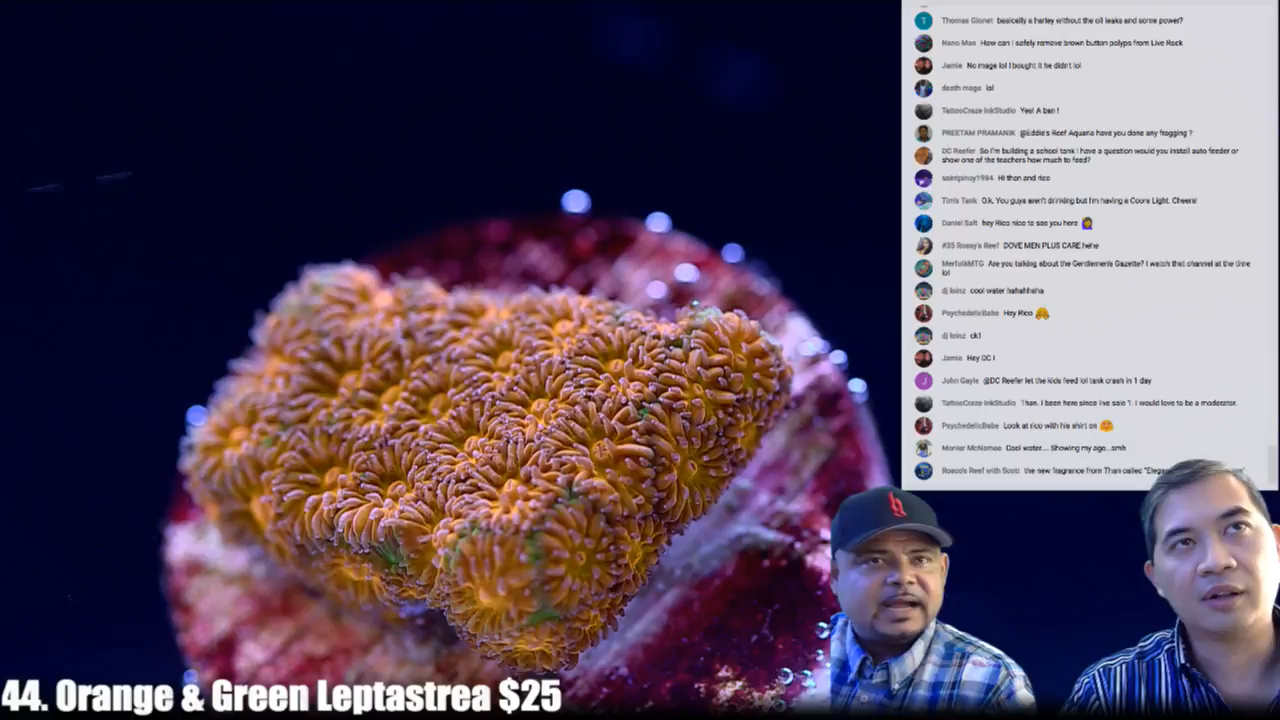 Thomas Gionet basically a harley without the oil leaks and some power?
Nano Man How can I safely remove brown button polyps from Live Rock
Jamie No mage lol I bought it he didnt lol
death mage lol
TattooCraze InkStudio Yes! A ban !
PREETAM PRAMANIK @Eddie's Reef Aquaria have you done any fragging ?
DC Reefer So I'm building a school tank I have a question would you install auto feeder or
show one of the teachers how much to feed?
saintpinoy1984 Hi than and rico
Tim's Tank O.k. You guys aren't drinking but I'm having a Coors Light. Cheers!
Daniel Salt hey Rico nice to see you here
#35 Rossy's Reef DOVE MEN PLUS CARE hehe
MerfolkMTG Are you talking about the Gentlemen's Gazette? I watch that channel at the time
lol
dj loinz cool water hahahhaha
PsychedelicBabe Hey Rico
dj loinz ck1
Jamie Hey DC !
John Gayle @DC Reefer let the kids feed lol tank crash in 1 day
TattooCraze InkStudio Than. I been here since live sale 1. I would love to be a moderator.
PsychedelicBabe Look at rico with his shirt on
Monier McNamee Cool water.... Showing my age...smh
Rosco's Reef with Scott the new fragrance from Than called "Elega
44. Orange & Green Leptastrea $25